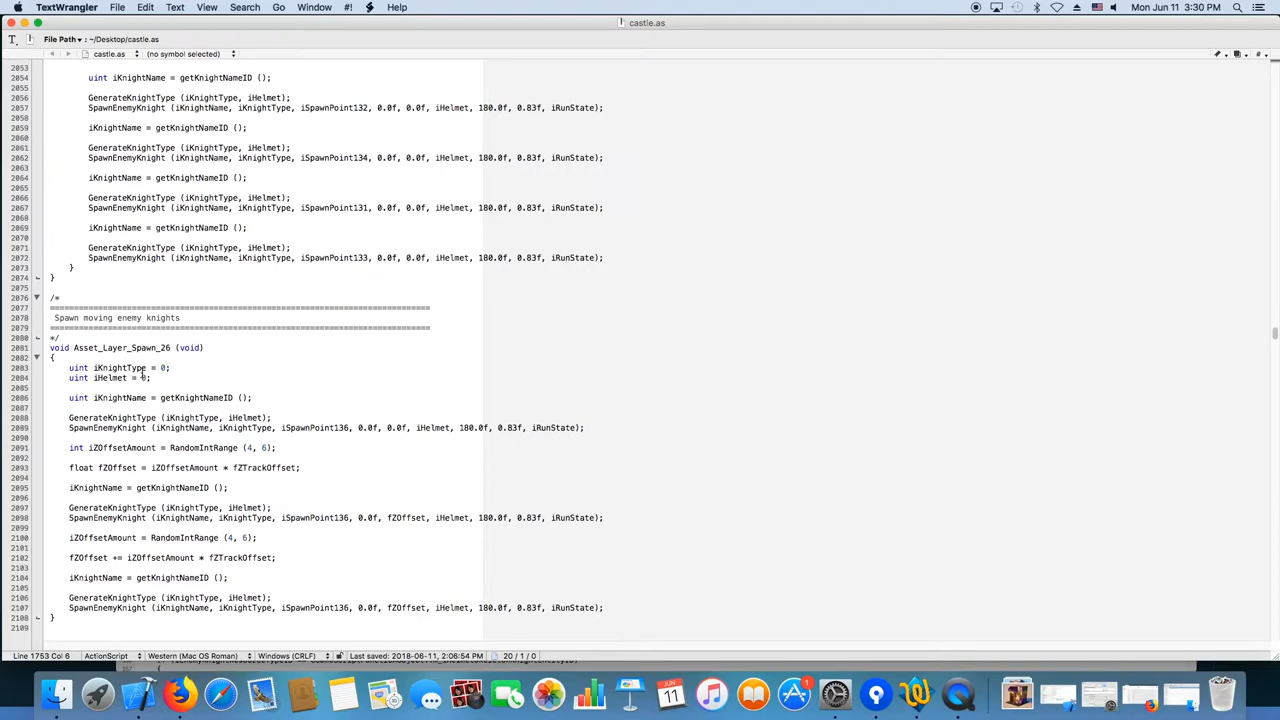 TextWrangler File Edit Text View Search Go Window #! Help Mon Jun 11 3:30 PM
castle.as
File Path ▾ : ~/Desktop/castle.as
castle.as (no symbol selected)
2053
2054 uint iKnightName = getKnightNameID ();
2055
2056 GenerateKnightType (iKnightType, iHelmet);
2057 SpawnEnemyKnight (iKnightName, iKnightType, iSpawnPoint132, 0.0f, 0.0f, iHelmet, 180.0f, 0.83f, iRunState);
2058
2059 iKnightName = getKnightNameID ();
2060
2061 GenerateKnightType (iKnightType, iHelmet);
2062 SpawnEnemyKnight (iKnightName, iKnightType, iSpawnPoint134, 0.0f, 0.0f, iHelmet, 180.0f, 0.83f, iRunState);
2063
2064 iKnightName = getKnightNameID ();
2065
2066 GenerateKnightType (iKnightType, iHelmet);
2067 SpawnEnemyKnight (iKnightName, iKnightType, iSpawnPoint131, 0.0f, 0.0f, iHelmet, 180.0f, 0.83f, iRunState);
2068
2069 iKnightName = getKnightNameID ();
2070
2071 GenerateKnightType (iKnightType, iHelmet);
2072 SpawnEnemyKnight (iKnightName, iKnightType, iSpawnPoint133, 0.0f, 0.0f, iHelmet, 180.0f, 0.83f, iRunState);
2073 }
2074 }
2075
2076 /*
2077 ===============================================================================
2078 Spawn moving enemy knights
2079 ===============================================================================
2080 */
2081 void Asset_Layer_Spawn_26 (void)
2082 {
2083 uint iKnightType = 0;
2084 uint iHelmet = 0;
2085
2086 uint iKnightName = getKnightNameID ();
2087
2088 GenerateKnightType (iKnightType, iHelmet);
2089 SpawnEnemyKnight (iKnightName, iKnightType, iSpawnPoint136, 0.0f, 0.0f, iHelmet, 180.0f, 0.83f, iRunState);
2090
2091 int iZOffsetAmount = RandomIntRange (4, 6);
2092
2093 float fZOffset = iZOffsetAmount * fZTrackOffset;
2094
2095 iKnightName = getKnightNameID ();
2096
2097 GenerateKnightType (iKnightType, iHelmet);
2098 SpawnEnemyKnight (iKnightName, iKnightType, iSpawnPoint136, 0.0f, fZOffset, iHelmet, 180.0f, 0.83f, iRunState);
2099
2100 iZOffsetAmount = RandomIntRange (4, 6);
2101
2102 fZOffset += iZOffsetAmount * fZTrackOffset;
2103
2104 iKnightName = getKnightNameID ();
2105
2106 GenerateKnightType (iKnightType, iHelmet);
2107 SpawnEnemyKnight (iKnightName, iKnightType, iSpawnPoint136, 0.0f, fZOffset, iHelmet, 180.0f, 0.83f, iRunState);
2108 }
2109
Line 1753 Col 6 ActionScript Western (Mac OS Roman) Windows (CRLF) Last saved: 2018-06-11, 2:06:54 PM 20 / 1 / 0